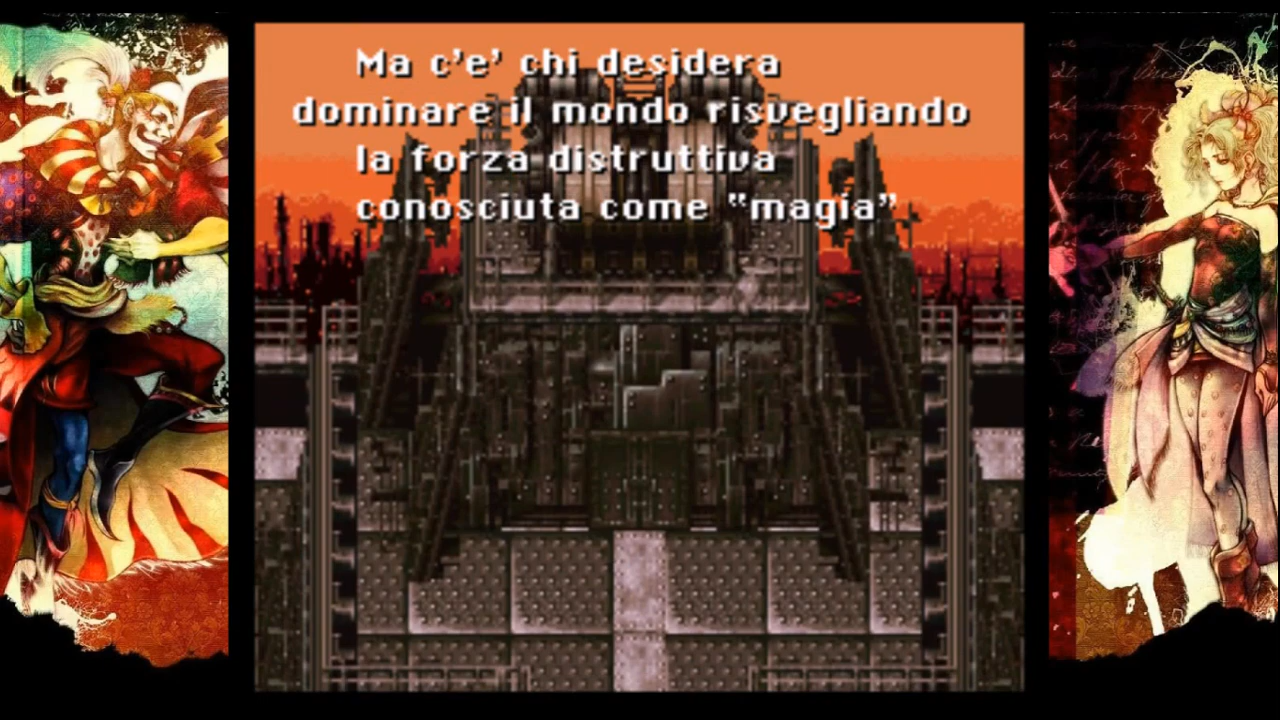 Ma c'e' chi desidera
dominare il mondo risvegliando
la forza distruttiva
conosciuta come "magia"